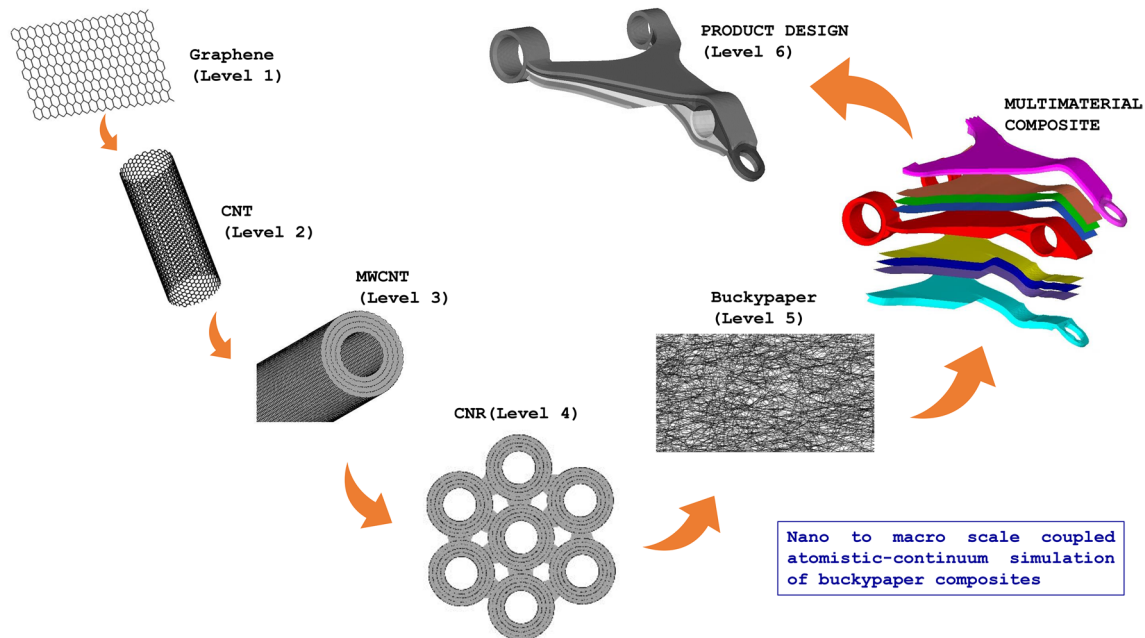 Graphene
(Level 1)
CNT
(Level 2)
MWCNT
(Level 3)
CNR(Level 4)
Buckypaper
(Level 5)
MULTIMATERIAL
COMPOSITE
PRODUCT DESIGN
(Level 6)
Nano to macro scale coupled
atomistic-continuum simulation
of buckypaper composites